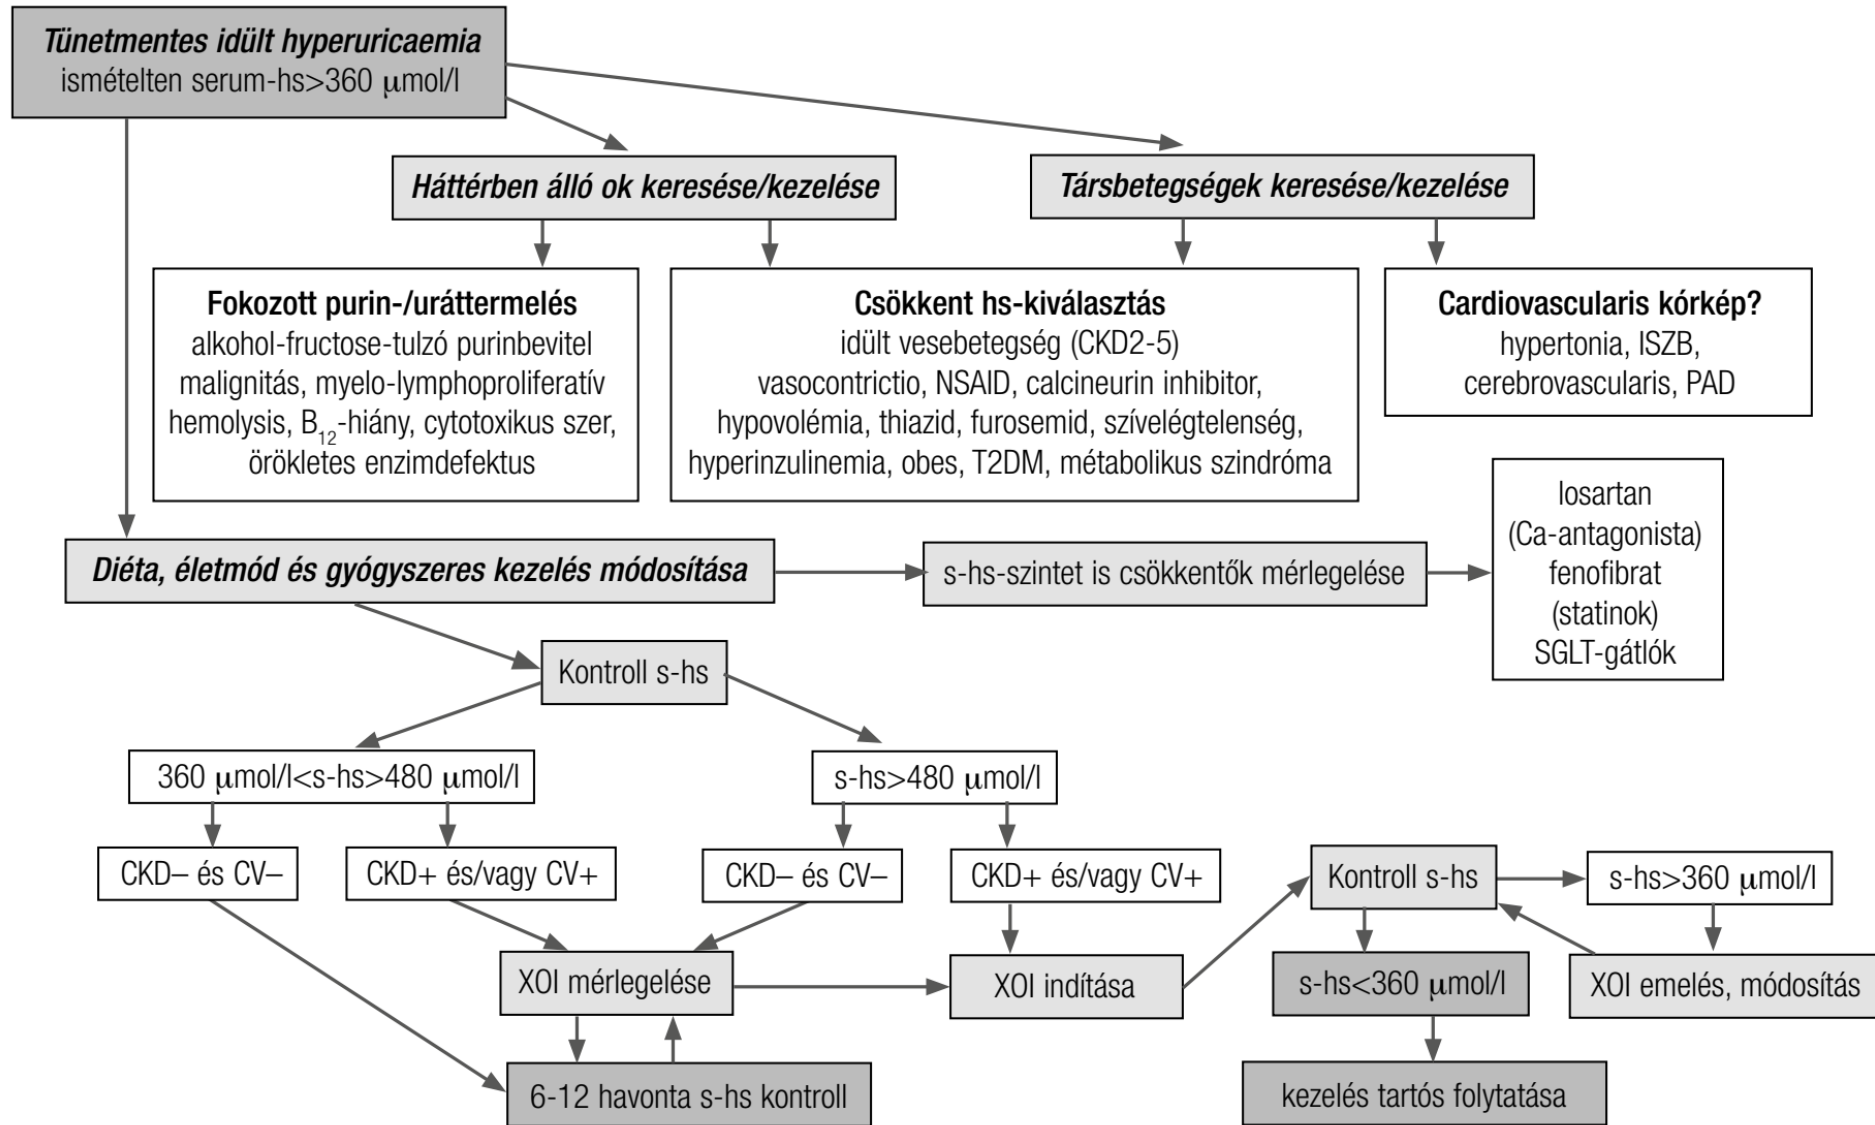 Tünetmentes idült hyperuricaemia
ismételten serum-hs>360 μmol/l
Háttérben álló ok keresése/kezelése
Társbetegségek keresése/kezelése
Fokozott purin-/uráttermelés
alkohol-fructose-tulzó purinbevitel
malignitás, myelo-lymphoproliferatív
hemolysis, B12-hiány, cytotoxikus szer,
örökletes enzimdefektus
Csökkent hs-kiválasztás
idült vesebetegség (CKD2-5)
vasocontrictio, NSAID, calcineurin inhibitor,
hypovolémia, thiazid, furosemid, szívelégtelenség,
hyperinzulinemia, obes, T2DM, métabolikus szindróma
Cardiovascularis kórkép?
hypertonia, ISZB,
cerebrovascularis, PAD
Diéta, életmód és gyógyszeres kezelés módosítása
s-hs-szintet is csökkentők mérlegelése
losartan
(Ca-antagonista)
fenofibrat
(statinok)
SGLT-gátlók
Kontroll s-hs
360 μmol/l<s-hs>480 μmol/l
s-hs>480 μmol/l
CKD– és CV–
CKD+ és/vagy CV+
CKD– és CV–
CKD+ és/vagy CV+
Kontroll s-hs
s-hs>360 μmol/l
XOI mérlegelése
XOI indítása
s-hs<360 μmol/l
XOI emelés, módosítás
6-12 havonta s-hs kontroll
kezelés tartós folytatása